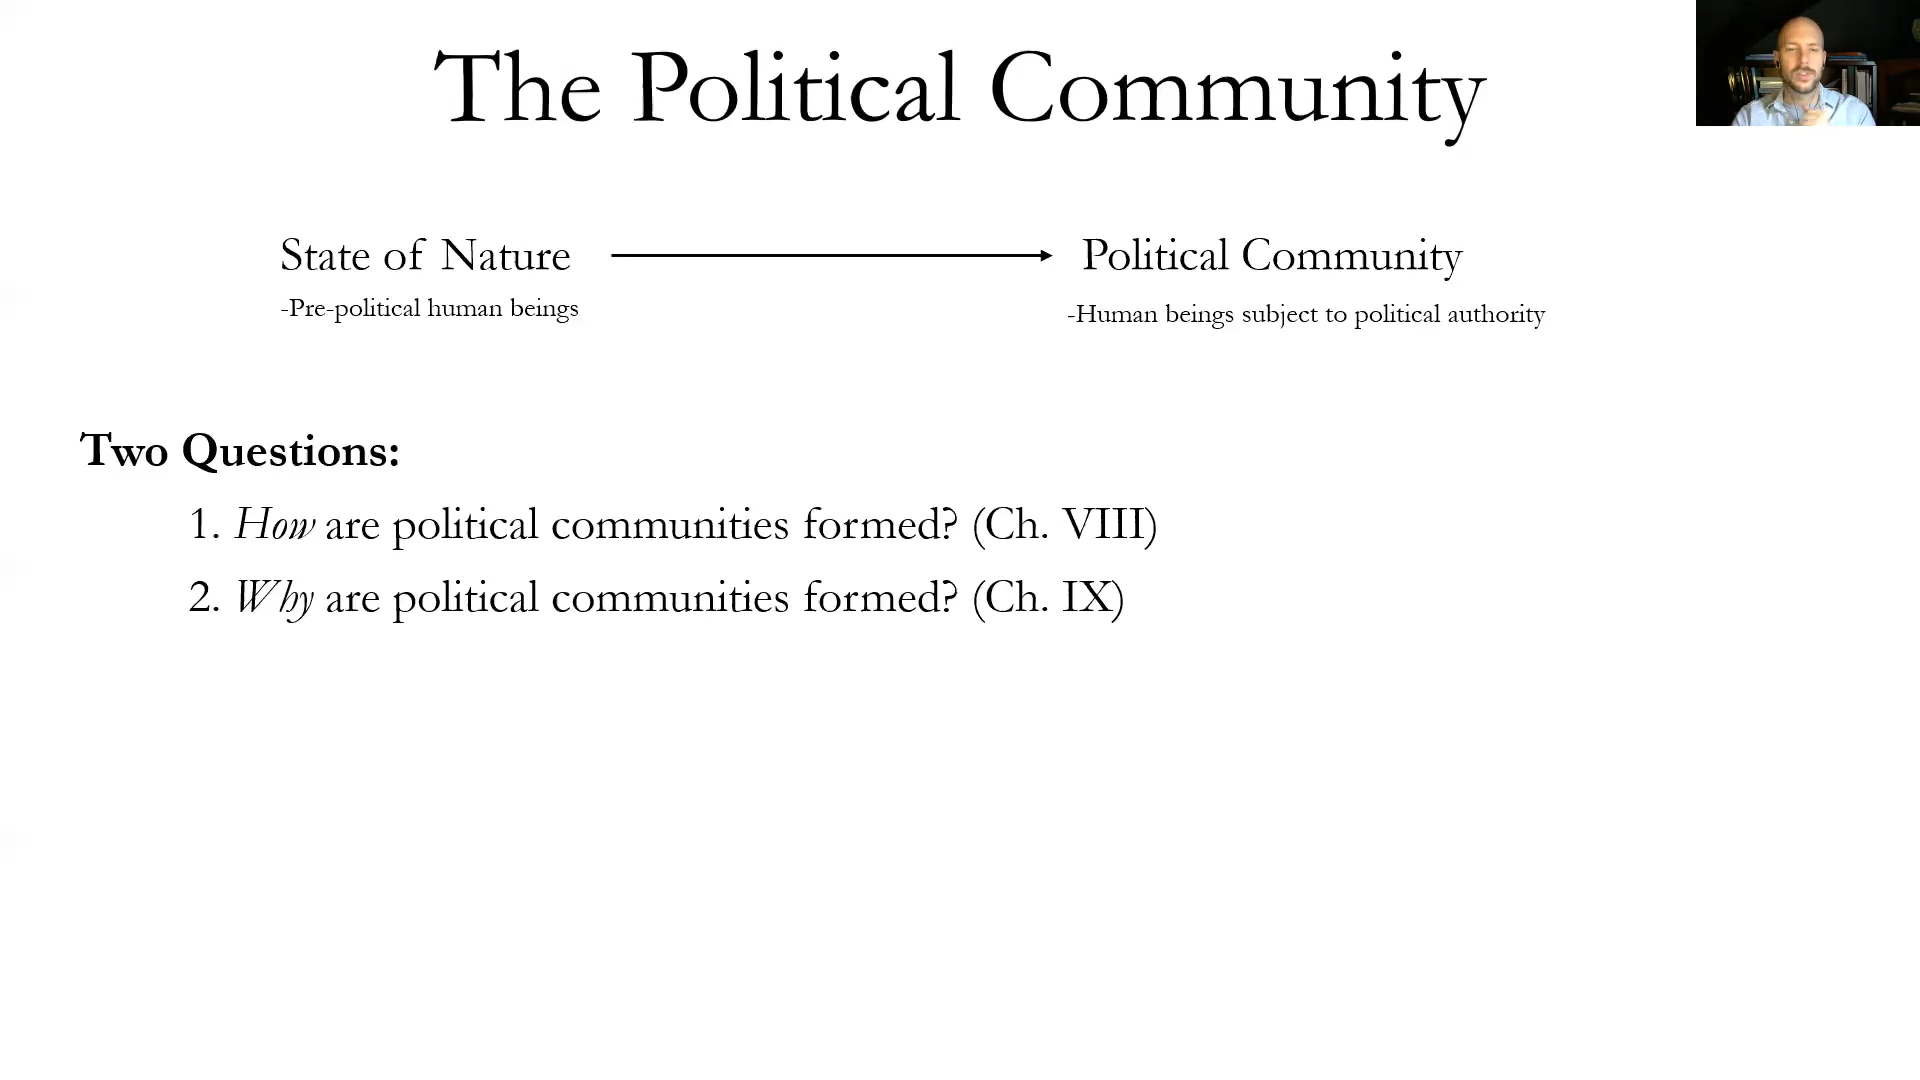 The Political Community
State of Nature
Political Community
-Pre-political human beings
-Human beings subject to political authority
Two Questions:
1. How are political communities formed? (Ch. VIII)
2. Why are political communities formed? (Ch. IX)